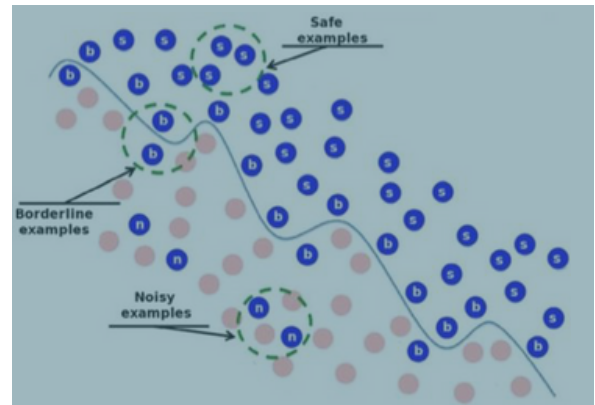 Safe
examples
b s s s s
b b s s s
b b s s s
b b s s s
s s s
b b s
Borderline
examples
n b s s
n b s s
b s s
Noisy
examples
n b s
n b
b b